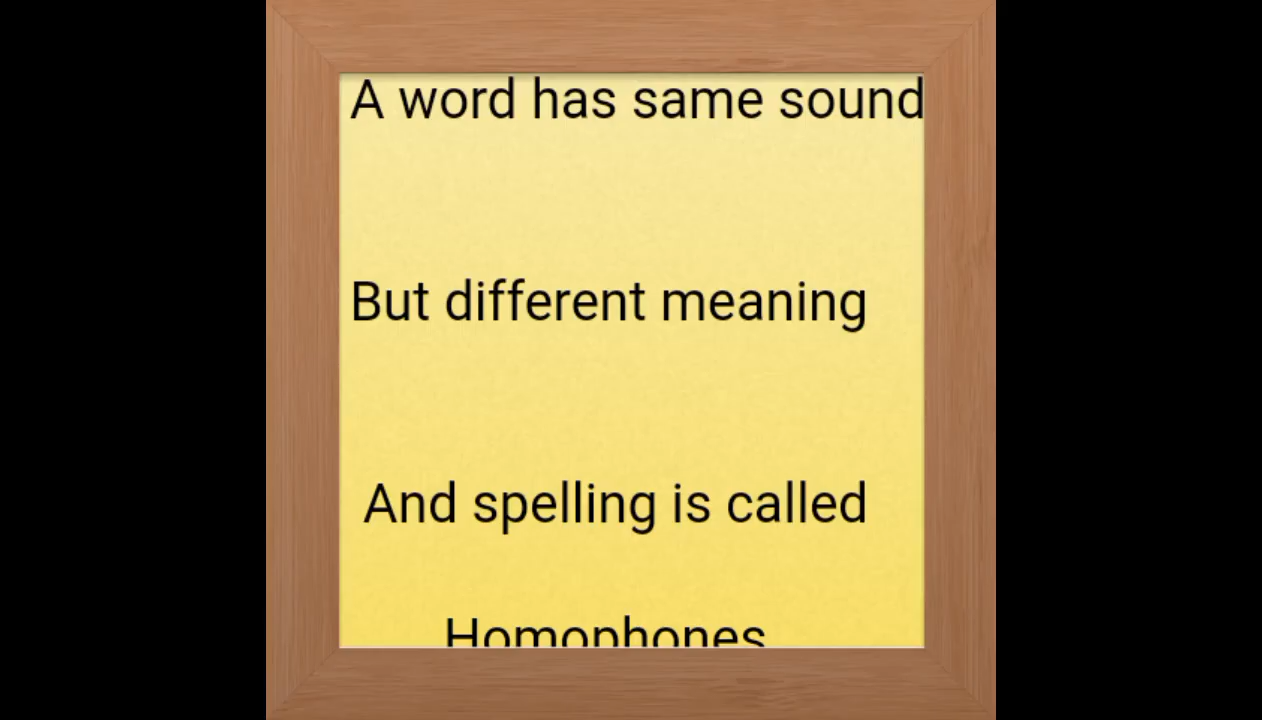 A word has same sound
But different meaning
And spelling is called
Homophones